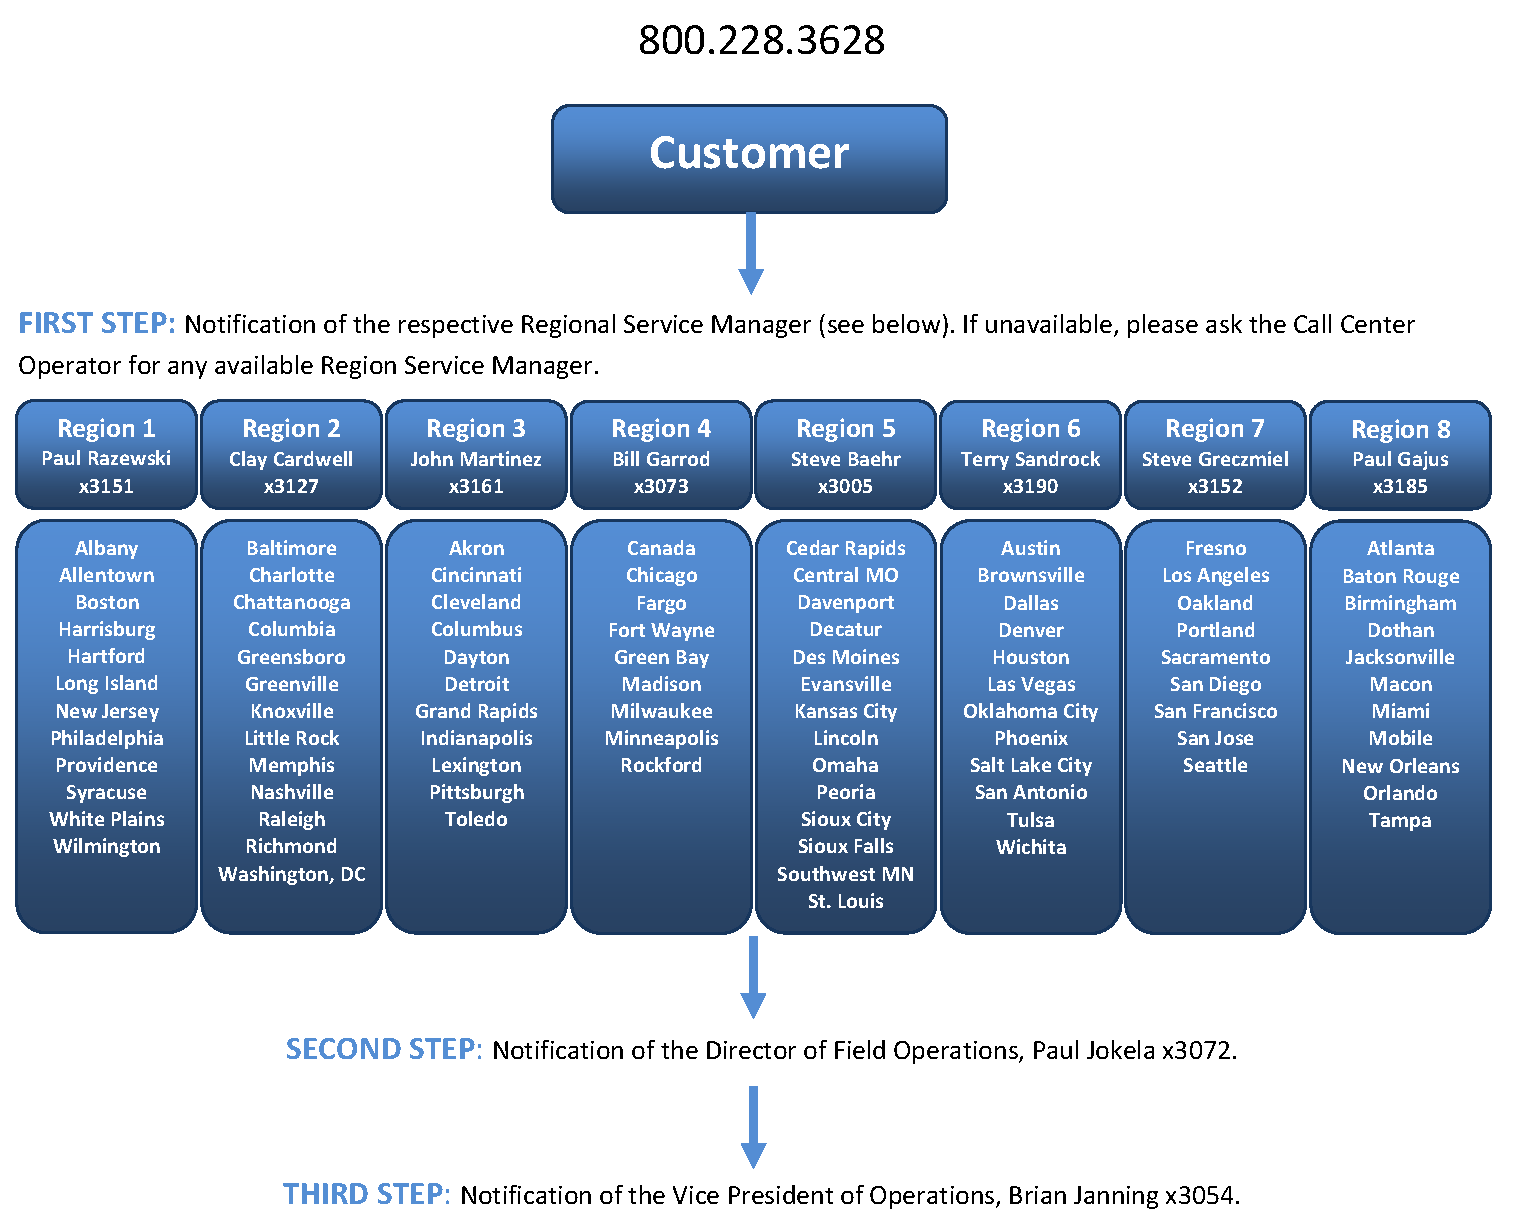 800.228.3628
Customer
FIRST STEP: Notification of the respective Regional Service Manager (see below). If unavailable, please ask the Call Center
Operator for any available Region Service Manager.
Region 1
Paul Razewski
x3151
Region 2
Clay Cardwell
x3127
Region 3
John Martinez
x3161
Region 4
Bill Garrod
x3073
Region 5
Steve Baehr
x3005
Region 6
Terry Sandrock
x3190
Region 7
Steve Greczmiel
x3152
Region 8
Paul Gajus
x3185
Albany
Allentown
Boston
Harrisburg
Hartford
Long Island
New Jersey
Philadelphia
Providence
Syracuse
White Plains
Wilmington
Baltimore
Charlotte
Chattanooga
Columbia
Greensboro
Greenville
Knoxville
Little Rock
Memphis
Nashville
Raleigh
Richmond
Washington, DC
Akron
Cincinnati
Cleveland
Columbus
Dayton
Detroit
Grand Rapids
Indianapolis
Lexington
Pittsburgh
Toledo
Canada
Chicago
Fargo
Fort Wayne
Green Bay
Madison
Milwaukee
Minneapolis
Rockford
Cedar Rapids
Central MO
Davenport
Decatur
Des Moines
Evansville
Kansas City
Lincoln
Omaha
Peoria
Sioux City
Sioux Falls
Southwest MN
St. Louis
Austin
Brownsville
Dallas
Denver
Houston
Las Vegas
Oklahoma City
Phoenix
Salt Lake City
San Antonio
Tulsa
Wichita
Fresno
Los Angeles
Oakland
Portland
Sacramento
San Diego
San Francisco
San Jose
Seattle
Atlanta
Baton Rouge
Birmingham
Dothan
Jacksonville
Macon
Miami
Mobile
New Orleans
Orlando
Tampa
SECOND STEP: Notification of the Director of Field Operations, Paul Jokela x3072.
THIRD STEP: Notification of the Vice President of Operations, Brian Janning x3054.